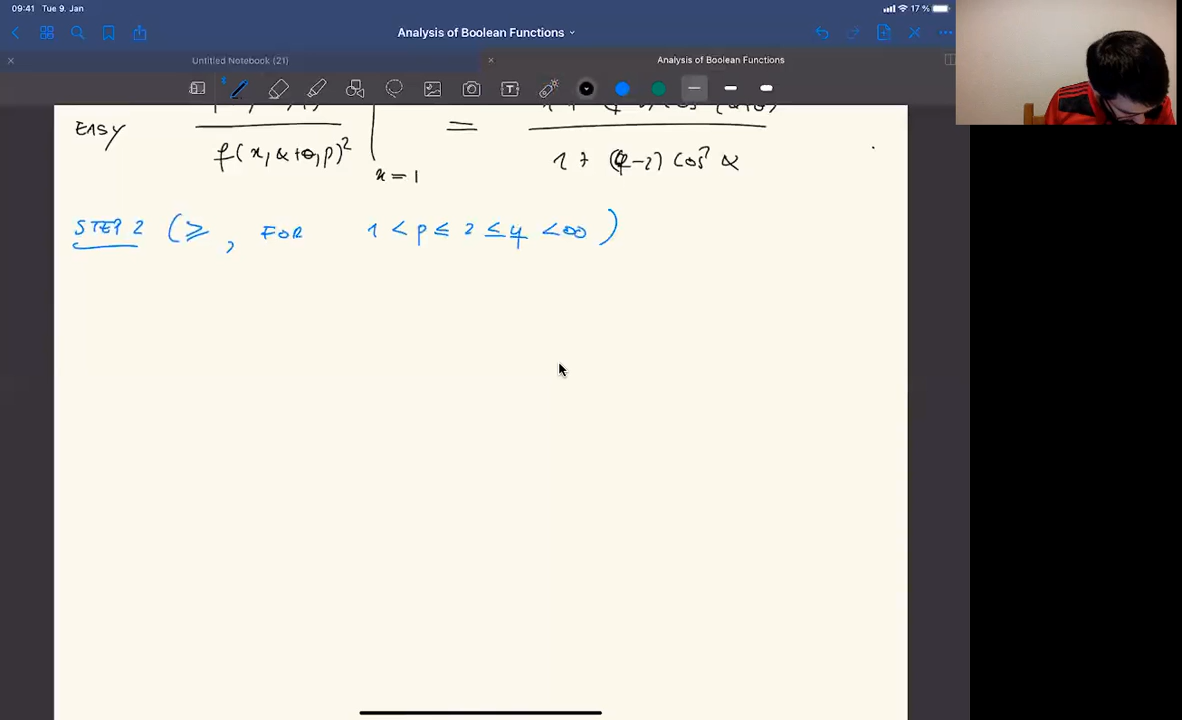 09:41 Tue 9. Jan
17 %
Analysis of Boolean Functions
Untitled Notebook (21)
Analysis of Boolean Functions
EASY
f(x, α+θ, p)² | x=1 =
1 + (q-2) cos² α
STEP 2 (≥, FOR 1 < p ≤ 2 ≤ q < ∞)